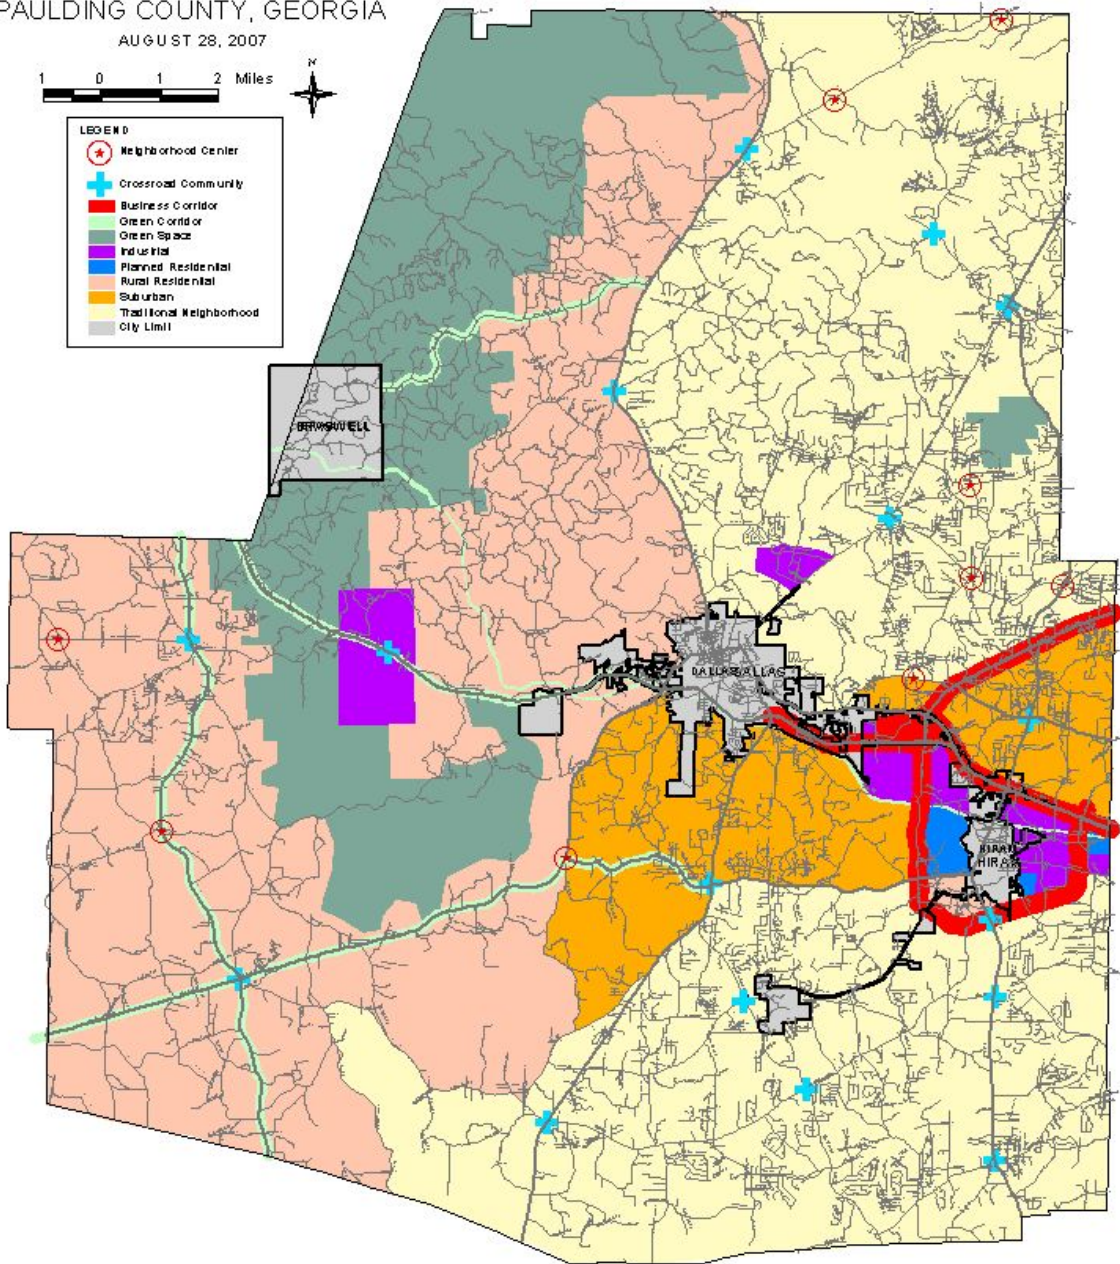 PAULDING COUNTY, GEORGIA
AUGUST 28, 2007
N
1 0 1 2 Miles
LEGEND
Neighborhood Center
Crossroad Community
Business Corridor
Green Corridor
Green Space
Industrial
Planned Residential
Rural Residential
Suburban
Traditional Neighborhood
City Limit
DALLAS
HIRAM